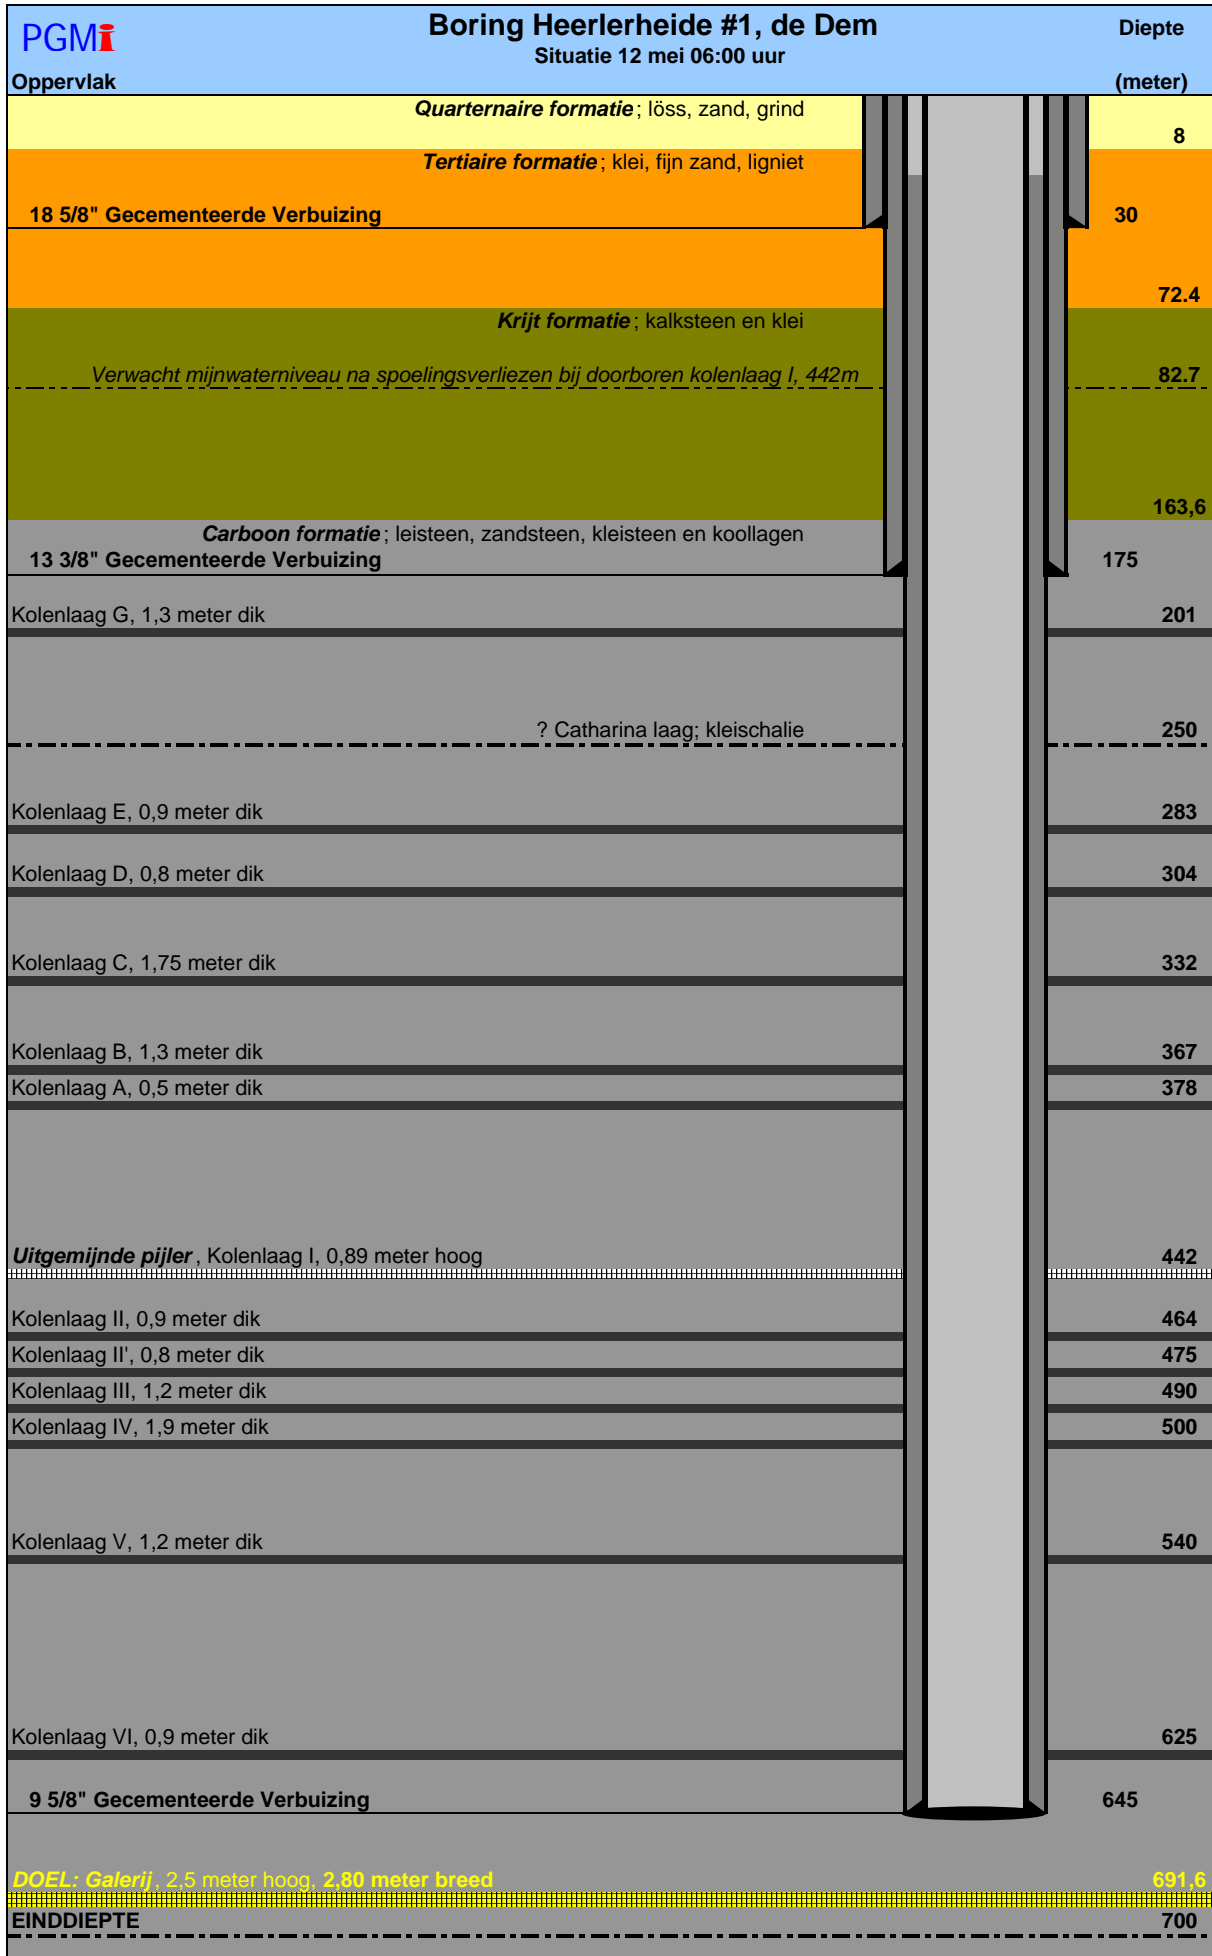 PGMi
Boring Heerlerheide #1, de Dem
Diepte
Situatie 12 mei 06:00 uur
Oppervlak
(meter)
Quarternaire formatie; löss, zand, grind
8
Tertiaire formatie; klei, fijn zand, ligniet
18 5/8" Gecementeerde Verbuizing 30
72.4
Krijt formatie; kalksteen en klei
Verwacht mijnwaterniveau na spoelingsverliezen bij doorboren kolenlaag I, 442m 82.7
163,6
Carboon formatie; leisteen, zandsteen, kleisteen en koollagen
13 3/8" Gecementeerde Verbuizing 175
Kolenlaag G, 1,3 meter dik 201
? Catharina laag; kleischalie 250
Kolenlaag E, 0,9 meter dik 283
Kolenlaag D, 0,8 meter dik 304
Kolenlaag C, 1,75 meter dik 332
Kolenlaag B, 1,3 meter dik 367
Kolenlaag A, 0,5 meter dik 378
Uitgemijnde pijler, Kolenlaag I, 0,89 meter hoog 442
Kolenlaag II, 0,9 meter dik 464
Kolenlaag II', 0,8 meter dik 475
Kolenlaag III, 1,2 meter dik 490
Kolenlaag IV, 1,9 meter dik 500
Kolenlaag V, 1,2 meter dik 540
Kolenlaag VI, 0,9 meter dik 625
9 5/8" Gecementeerde Verbuizing 645
DOEL: Galerij, 2,5 meter hoog, 2,80 meter breed 691,6
EINDDIEPTE 700